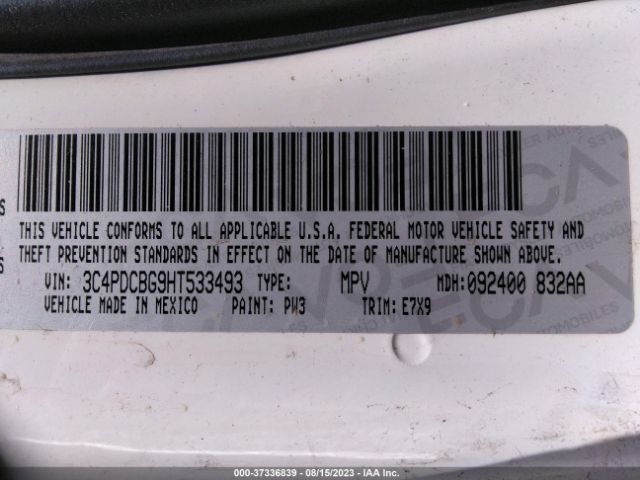 THIS VEHICLE CONFORMS TO ALL APPLICABLE U.S.A. FEDERAL MOTOR VEHICLE SAFETY AND
THEFT PREVENTION STANDARDS IN EFFECT ON THE DATE OF MANUFACTURE SHOWN ABOVE.
VIN: 3C4PDCBG9HT533493 TYPE: MPV MDH:092400 832AA
VEHICLE MADE IN MEXICO PAINT: PW3 TRIM: E7X9
000-37336839 - 08/15/2023 - IAA Inc.